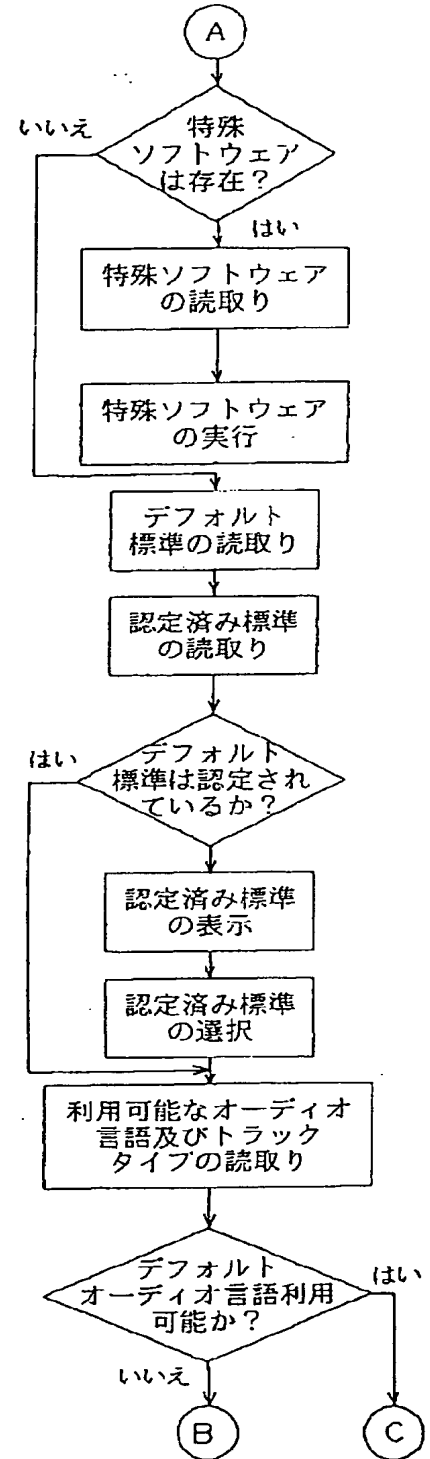 A
いいえ
特殊
ソフトウェア
は存在？
はい
特殊ソフトウェア
の読取り
特殊ソフトウェア
の実行
デフォルト
標準の読取り
認定済み標準
の読取り
はい
デフォルト
標準は認定され
ているか？
認定済み標準
の表示
認定済み標準
の選択
利用可能なオーディオ
言語及びトラック
タイプの読取り
デフォルト
オーディオ言語利用
可能か？
はい
いいえ
B
C